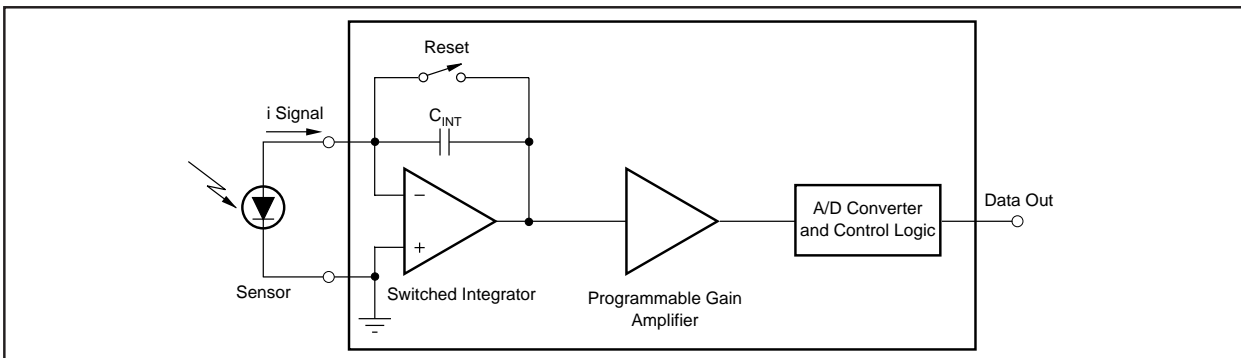 Reset
i Signal
C_INT
−
+
Sensor
Switched Integrator
Programmable Gain
Amplifier
A/D Converter
and Control Logic
Data Out